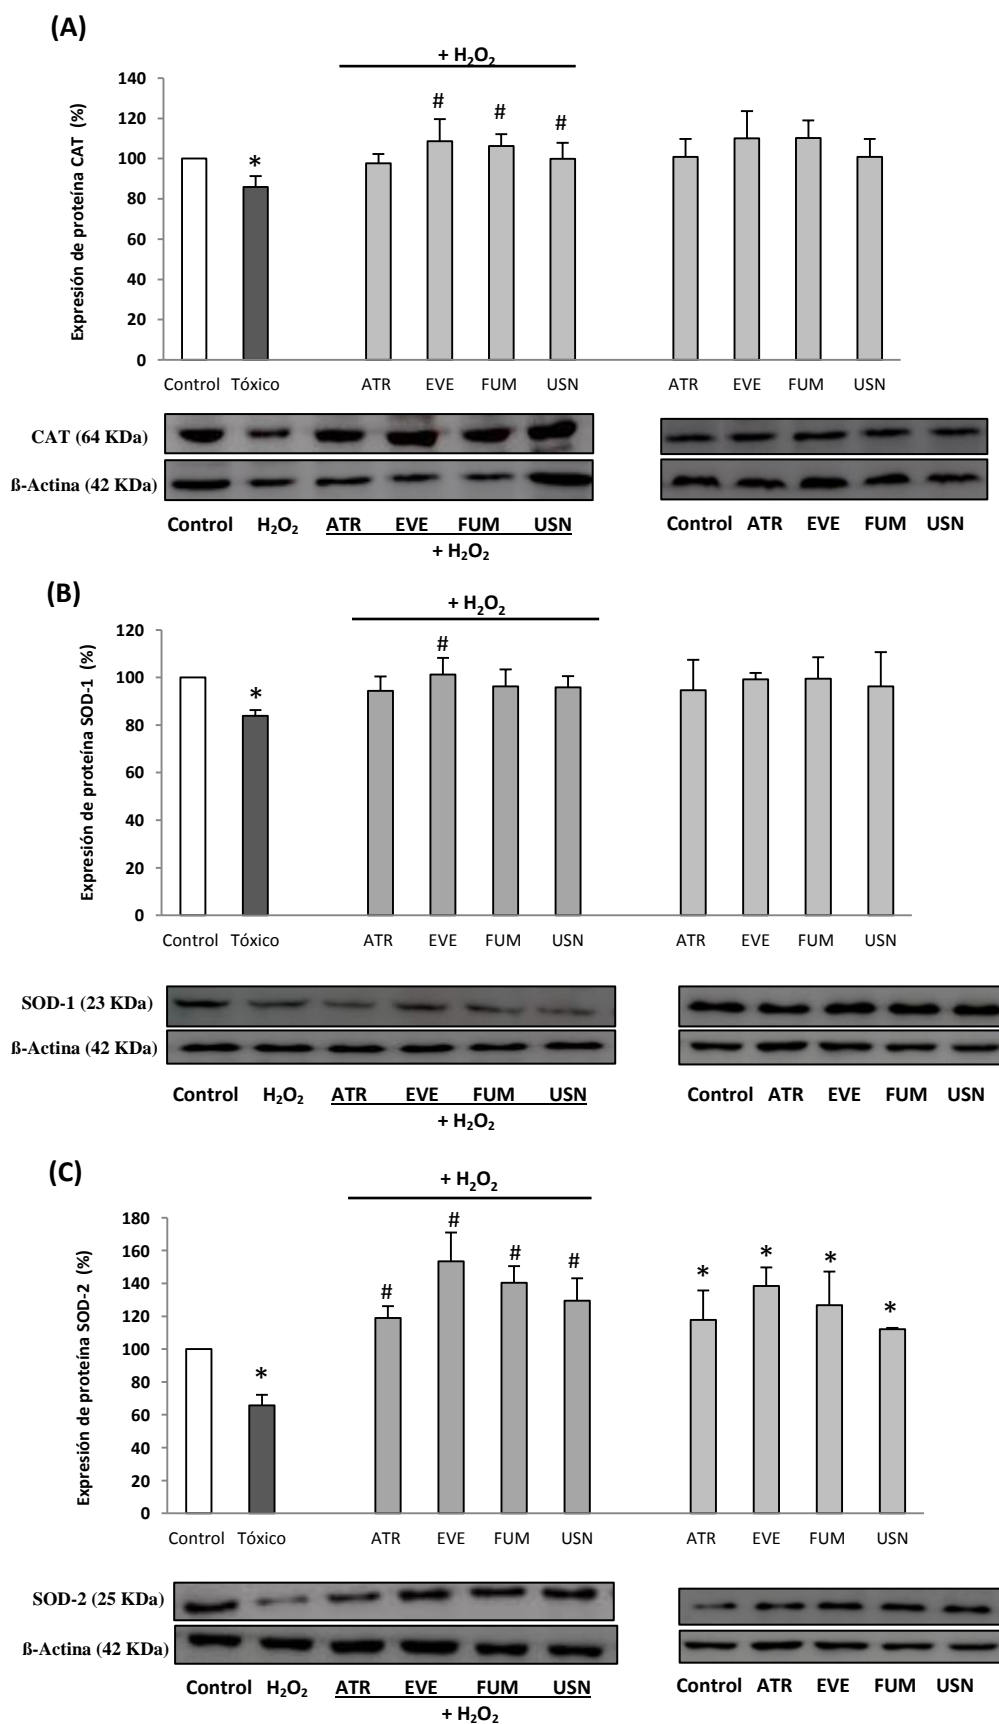 (A)
+ H₂O₂
Expresión de proteína CAT (%)
140
120
100
80
60
40
20
0
* # # #
Control Tóxico ATR EVE FUM USN ATR EVE FUM USN
CAT (64 KDa)
ß-Actina (42 KDa)
Control H₂O₂ ATR EVE FUM USN Control ATR EVE FUM USN
+ H₂O₂
(B)
+ H₂O₂
Expresión de proteína SOD-1 (%)
120
100
80
60
40
20
0
* #
Control Tóxico ATR EVE FUM USN ATR EVE FUM USN
SOD-1 (23 KDa)
ß-Actina (42 KDa)
Control H₂O₂ ATR EVE FUM USN Control ATR EVE FUM USN
+ H₂O₂
(C)
+ H₂O₂
Expresión de proteína SOD-2 (%)
180
160
140
120
100
80
60
40
20
0
* # # # # * * * *
Control Tóxico ATR EVE FUM USN ATR EVE FUM USN
SOD-2 (25 KDa)
ß-Actina (42 KDa)
Control H₂O₂ ATR EVE FUM USN Control ATR EVE FUM USN
+ H₂O₂